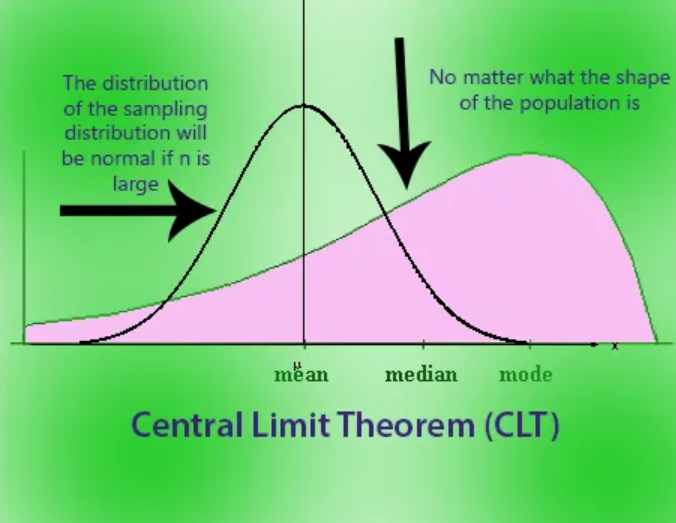 The distribution
of the sampling
distribution will
be normal if n is
large
No matter what the shape
of the population is
μ
x
mean
median
mode
Central Limit Theorem (CLT)